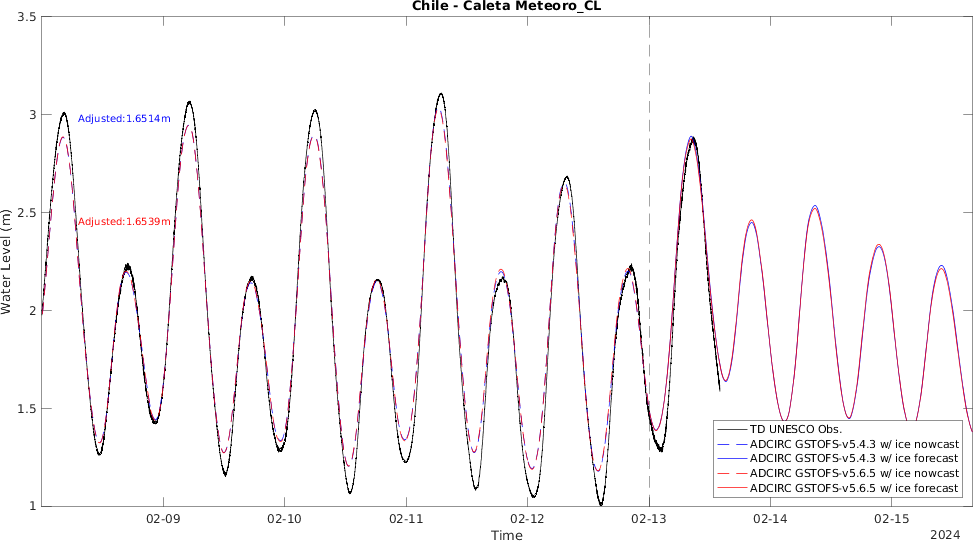 Chile - Caleta Meteoro_CL
3.5
3
2.5
2
1.5
1
Water Level (m)
Adjusted:1.6514m
Adjusted:1.6539m
TD UNESCO Obs.
ADCIRC GSTOFS-v5.4.3 w/ ice nowcast
ADCIRC GSTOFS-v5.4.3 w/ ice forecast
ADCIRC GSTOFS-v5.6.5 w/ ice nowcast
ADCIRC GSTOFS-v5.6.5 w/ ice forecast
02-09 02-10 02-11 02-12 02-13 02-14 02-15
Time
2024